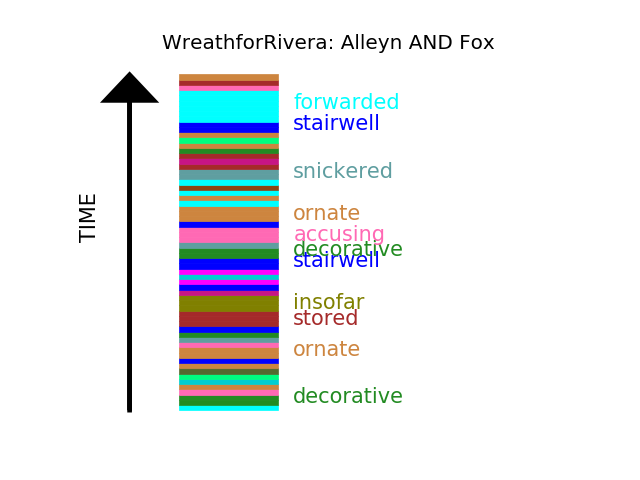 WreathforRivera: Alleyn AND Fox
forwarded
stairwell
snickered
ornate
accusing
decorative
stairwell
insofar
stored
ornate
decorative
TIME